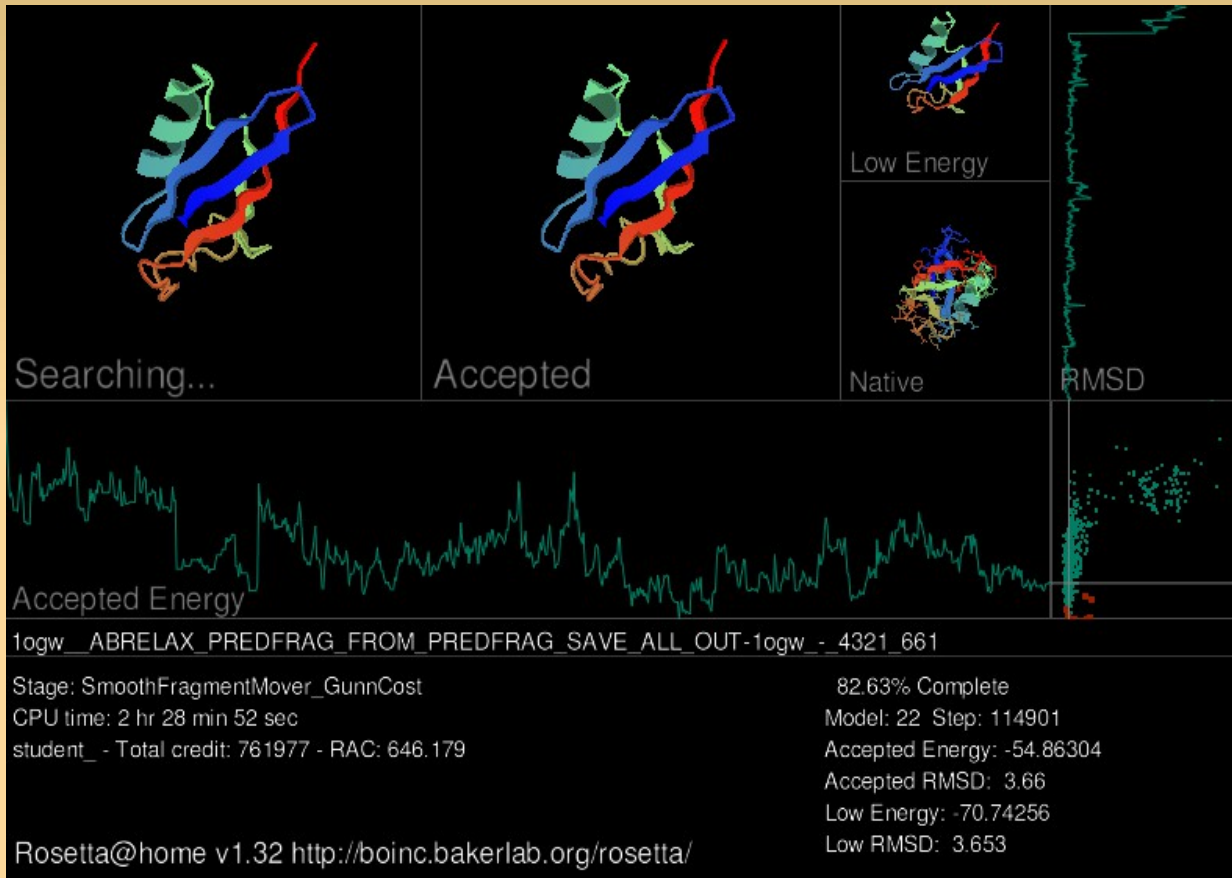 Searching...
Accepted
Low Energy
Native
RMSD
Accepted Energy
1ogw__ABRELAX_PREDFRAG_FROM_PREDFRAG_SAVE_ALL_OUT-1ogw_-_4321_661
Stage: SmoothFragmentMover_GunnCost
CPU time: 2 hr 28 min 52 sec
student_ - Total credit: 761977 - RAC: 646.179
82.63% Complete
Model: 22 Step: 114901
Accepted Energy: -54.86304
Accepted RMSD: 3.66
Low Energy: -70.74256
Low RMSD: 3.653
Rosetta@home v1.32 http://boinc.bakerlab.org/rosetta/